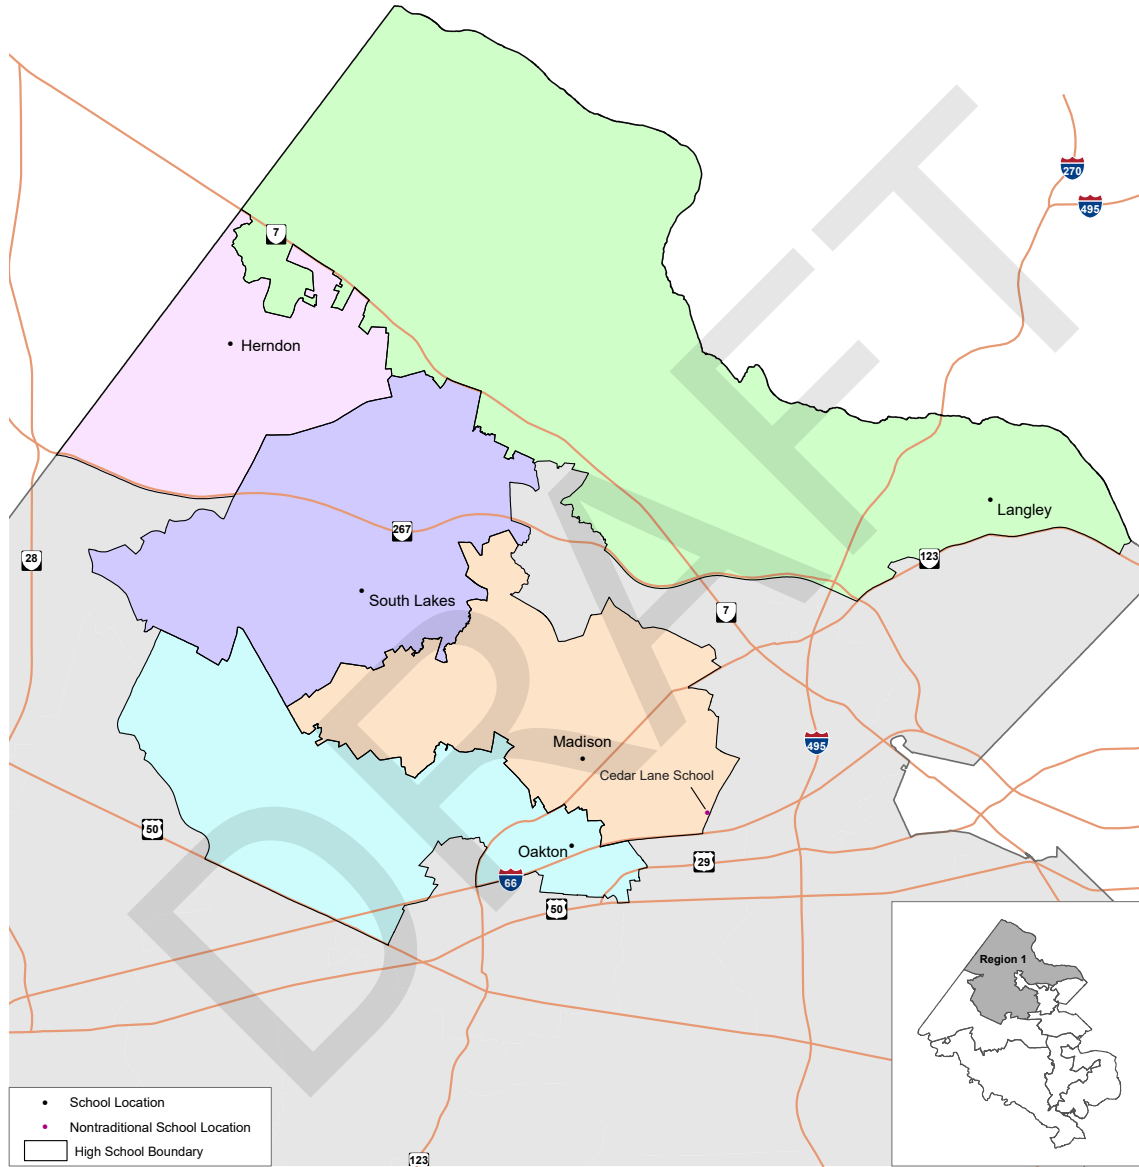 270
495
7
Herndon
Langley
267
123
28
South Lakes
7
Madison
495
Cedar Lane School
50
Oakton
29
66
50
DRAFT
Region 1
School Location
Nontraditional School Location
High School Boundary
123